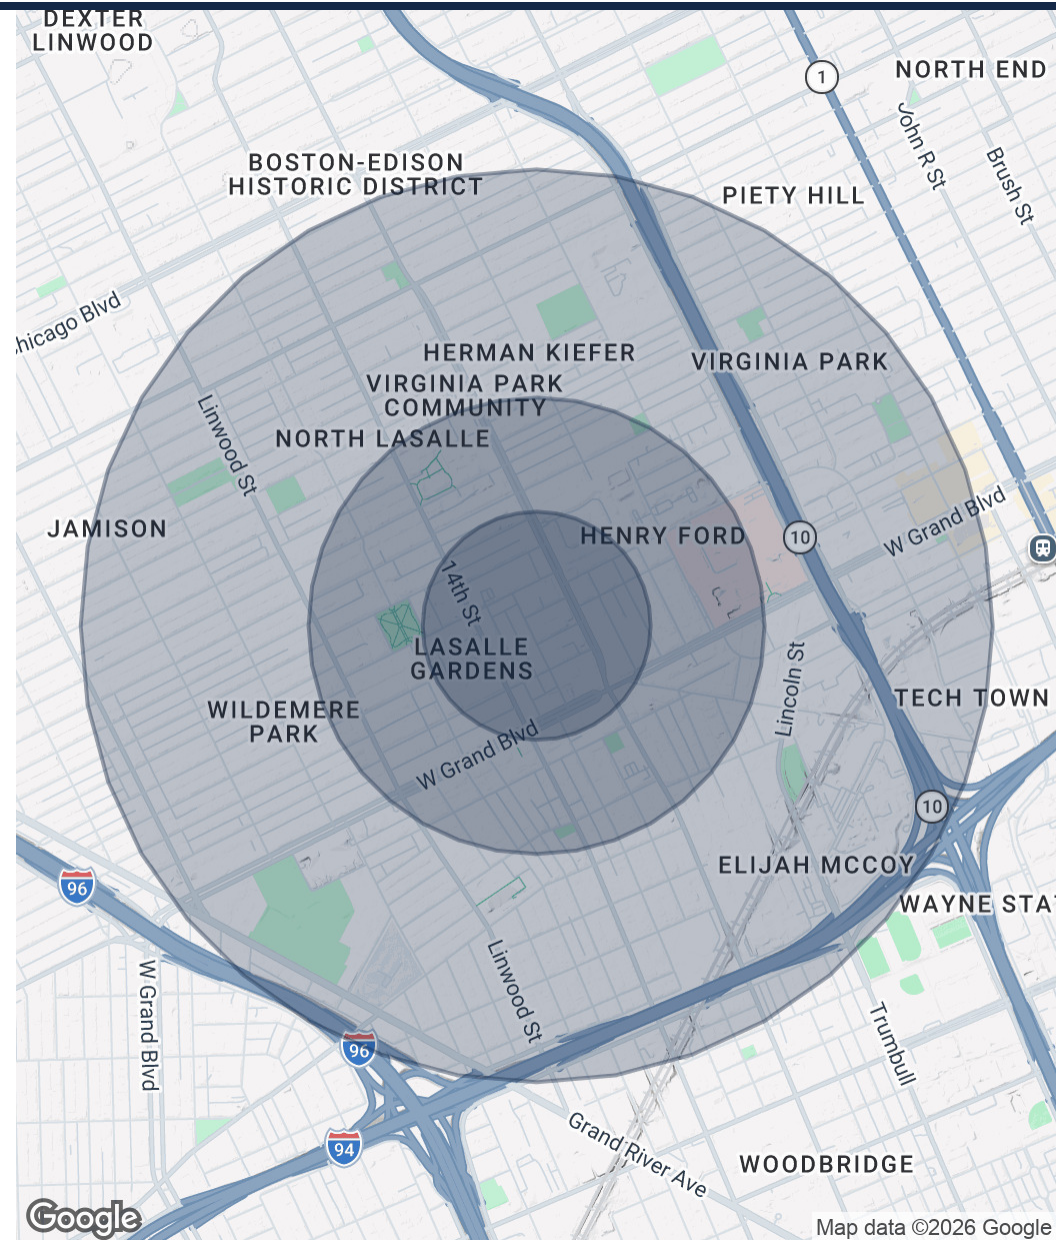 DEXTER
LINWOOD
1
NORTH END
John R St
Brush St
BOSTON-EDISON
HISTORIC DISTRICT
PIETY HILL
hicago Blvd
HERMAN KIEFER
VIRGINIA PARK
VIRGINIA PARK
COMMUNITY
Linwood St
NORTH LASALLE
JAMISON
HENRY FORD
10
W Grand Blvd
14th St
LASALLE
GARDENS
Lincoln St
WILDEMERE
PARK
TECH TOWN
W Grand Blvd
10
ELIJAH MCCOY
96
WAYNE STAT
W Grand Blvd
Linwood St
Trumbull
96
94
Grand River Ave
WOODBRIDGE
Google
Map data ©2026 Google